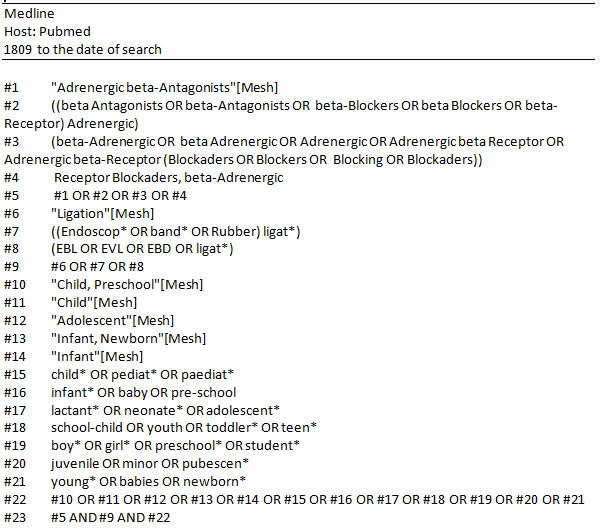 Medline
Host: Pubmed
1809 to the date of search
#1 "Adrenergic beta-Antagonists"[Mesh]
#2 ((beta Antagonists OR beta-Antagonists OR beta-Blockers OR beta Blockers OR beta-
Receptor) Adrenergic)
#3 (beta-Adrenergic OR beta Adrenergic OR Adrenergic OR Adrenergic beta Receptor OR
Adrenergic beta-Receptor (Blockaders OR Blockers OR Blocking OR Blockaders))
#4 Receptor Blockaders, beta-Adrenergic
#5 #1 OR #2 OR #3 OR #4
#6 "Ligation"[Mesh]
#7 ((Endoscop* OR band* OR Rubber) ligat*)
#8 (EBL OR EVL OR EBD OR ligat*)
#9 #6 OR #7 OR #8
#10 "Child, Preschool"[Mesh]
#11 "Child"[Mesh]
#12 "Adolescent"[Mesh]
#13 "Infant, Newborn"[Mesh]
#14 "Infant"[Mesh]
#15 child* OR pediat* OR paediat*
#16 infant* OR baby OR pre-school
#17 lactant* OR neonate* OR adolescent*
#18 school-child OR youth OR toddler* OR teen*
#19 boy* OR girl* OR preschool* OR student*
#20 juvenile OR minor OR pubescen*
#21 young* OR babies OR newborn*
#22 #10 OR #11 OR #12 OR #13 OR #14 OR #15 OR #16 OR #17 OR #18 OR #19 OR #20 OR #21
#23 #5 AND #9 AND #22